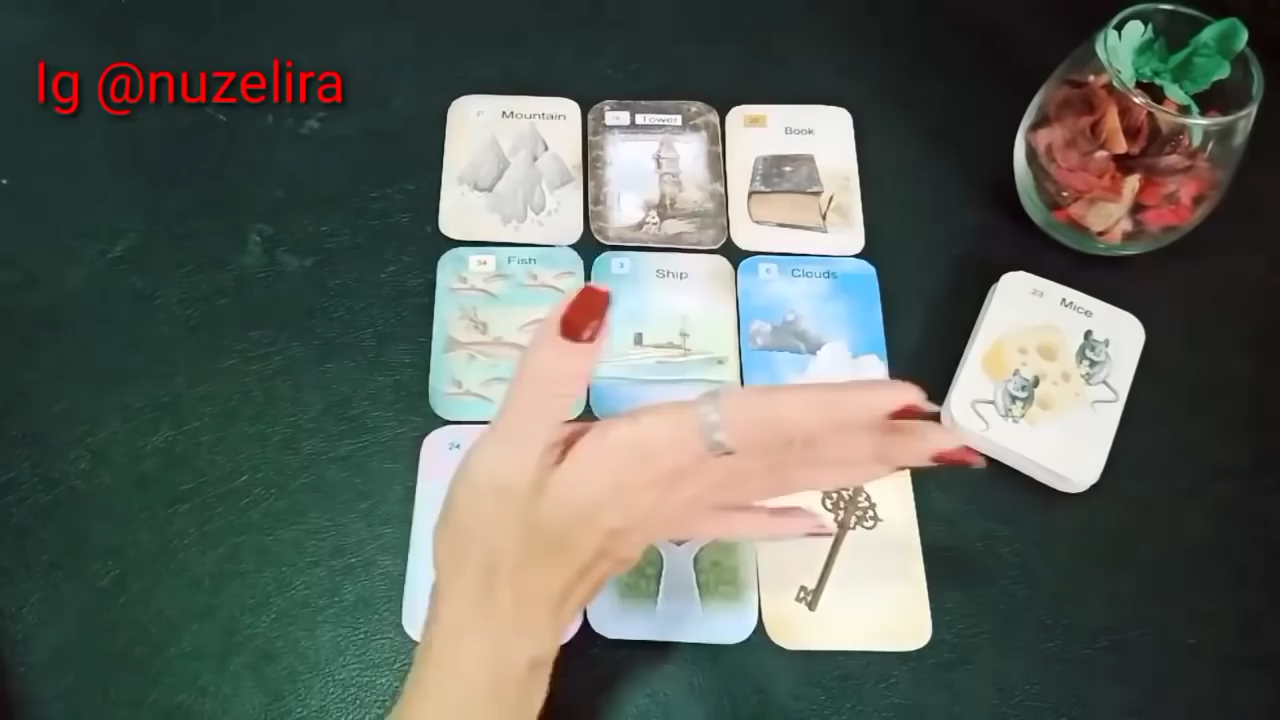 Ig @nuzelira
Mountain
Tower
Book
34 Fish
3 Ship
6 Clouds
23 Mice
24